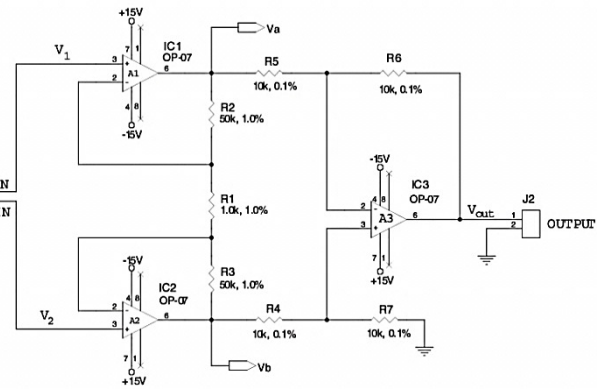 +15V
Va
7
1
IC1
OP-07
V1
3
+
A1
6
2
-
4
8
-15V
R5
10k, 0.1%
R6
10k, 0.1%
R2
50k, 1.0%
-15V
4
8
IC3
OP-07
N
R1
1.0k, 1.0%
N
2
-
A3
6
3
+
Vout
J2
1
2
OUTPUT
7
1
+15V
-15V
4
8
IC2
OP-07
R3
50k, 1.0%
2
-
A2
6
V2
3
+
R4
10k, 0.1%
R7
10k, 0.1%
7
1
+15V
Vb